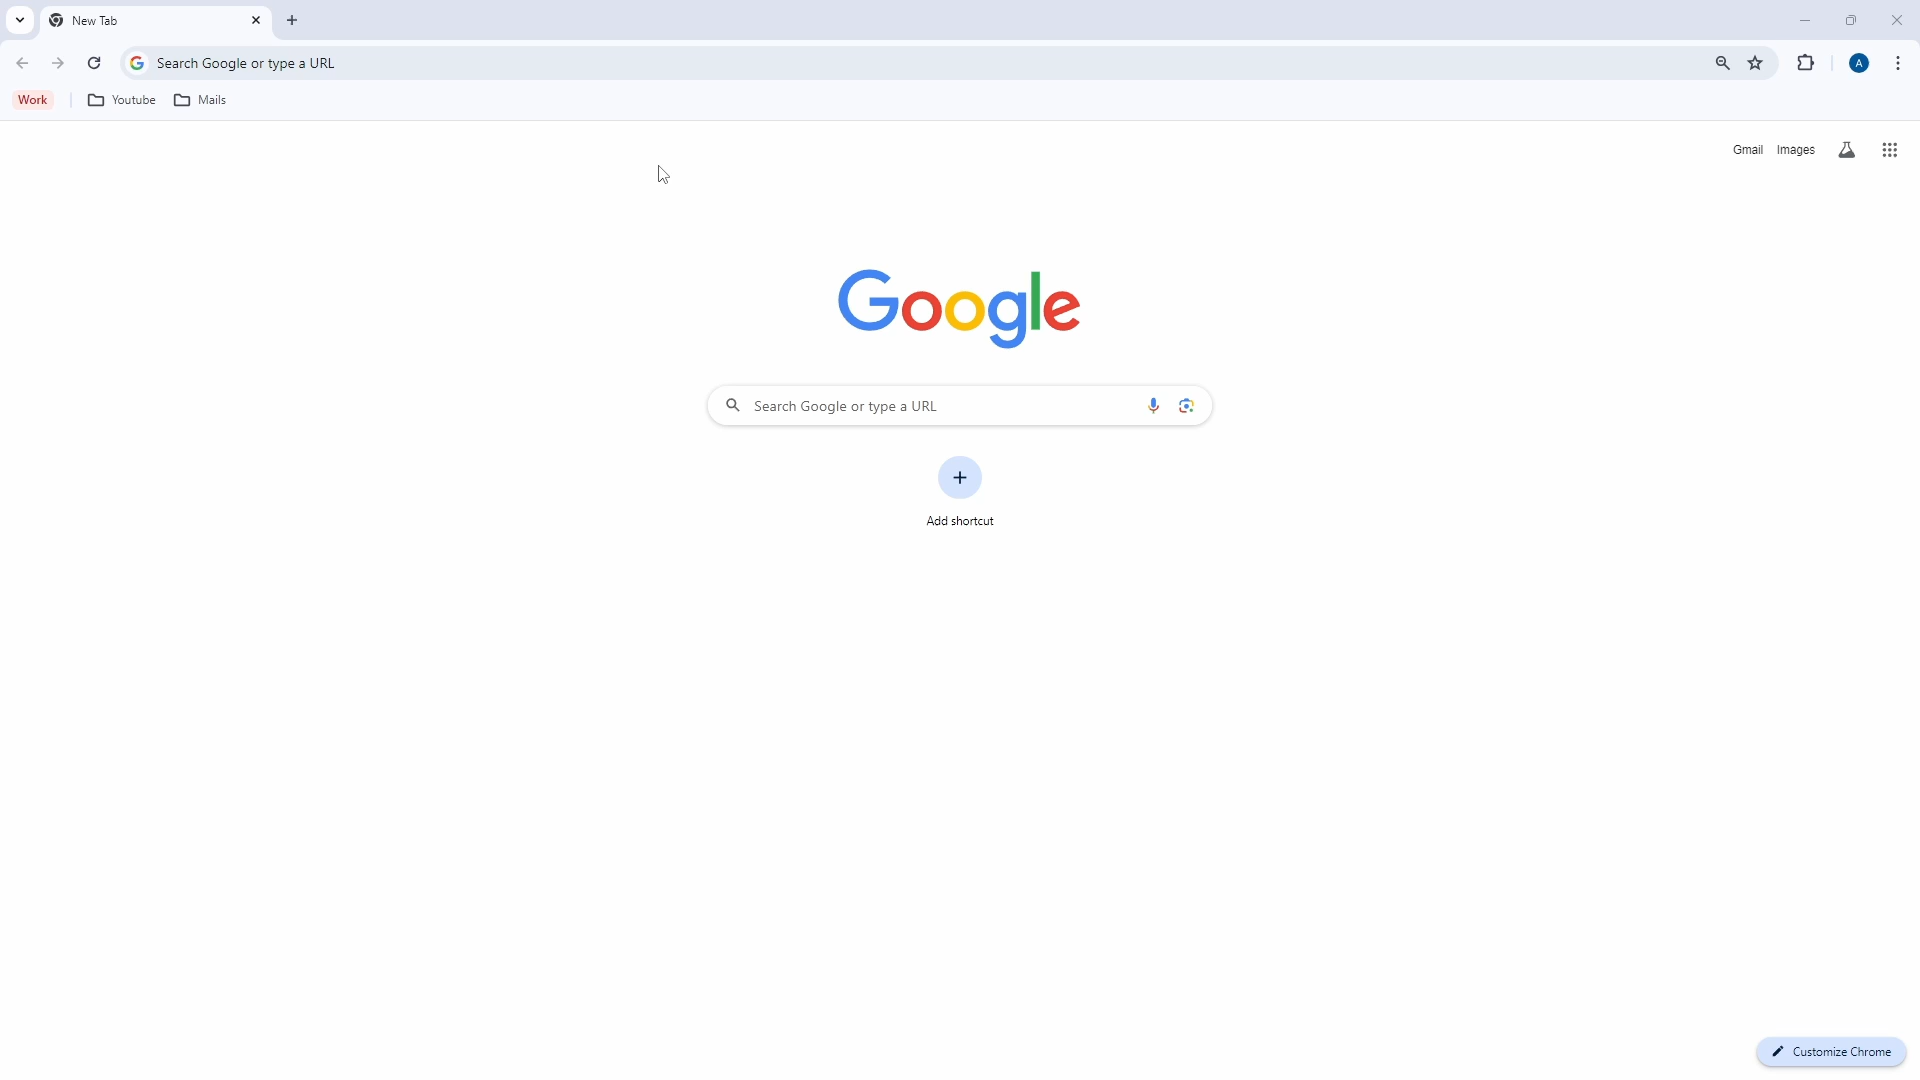 New Tab
Search Google or type a URL
Work
Youtube
Mails
Gmail
Images
Google
Search Google or type a URL
Add shortcut
Customize Chrome
A